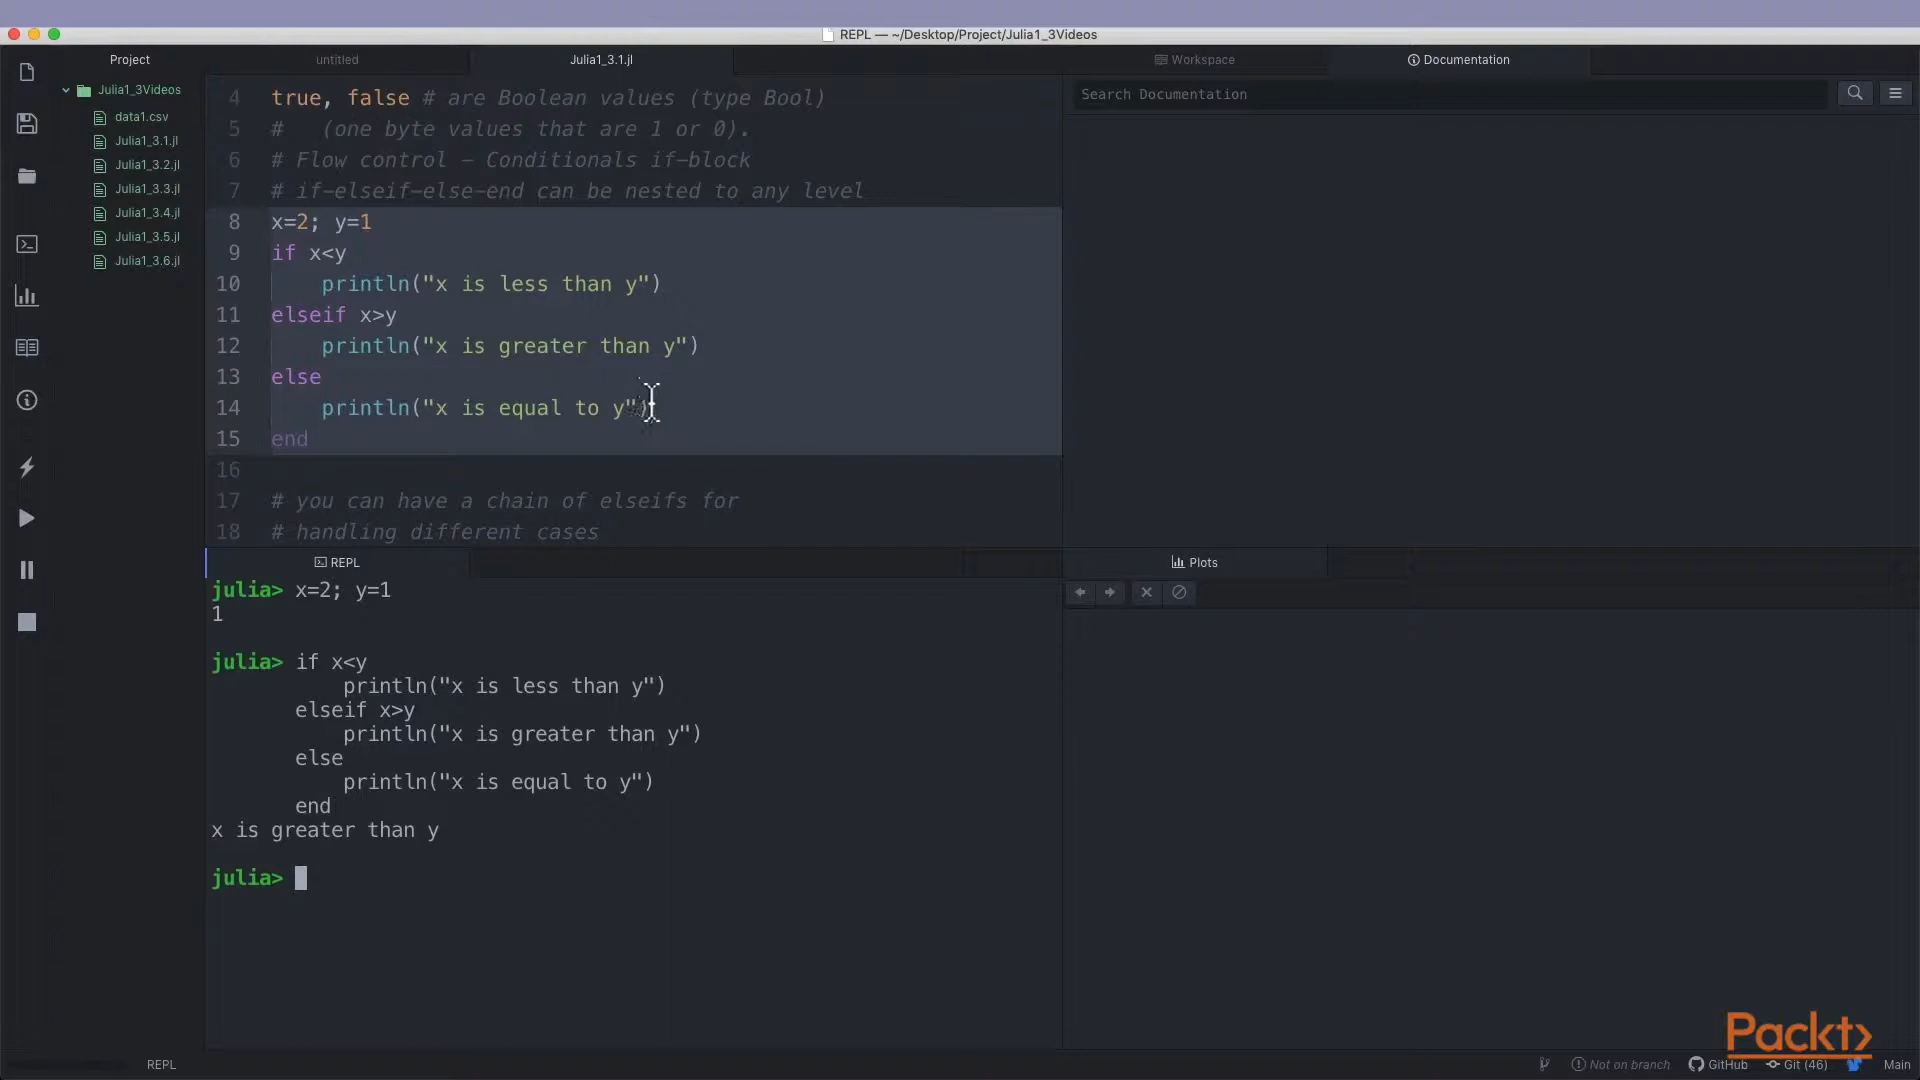 REPL — ~/Desktop/Project/Julia1_3Videos
Project
untitled
Julia1_3.1.jl
Workspace
Documentation
Julia1_3Videos
data1.csv
Julia1_3.1.jl
Julia1_3.2.jl
Julia1_3.3.jl
Julia1_3.4.jl
Julia1_3.5.jl
Julia1_3.6.jl
Search Documentation
4 true, false # are Boolean values (type Bool)
5 #   (one byte values that are 1 or 0).
6 # Flow control - Conditionals if-block
7 # if-elseif-else-end can be nested to any level
8 x=2; y=1
9 if x<y
10     println("x is less than y")
11 elseif x>y
12     println("x is greater than y")
13 else
14     println("x is equal to y")
15 end
16
17 # you can have a chain of elseifs for
18 # handling different cases
REPL
Plots
julia> x=2; y=1
1
julia> if x<y
           println("x is less than y")
       elseif x>y
           println("x is greater than y")
       else
           println("x is equal to y")
       end
x is greater than y
julia>
Packt>
REPL
Not on branch
GitHub
Git (46)
Main